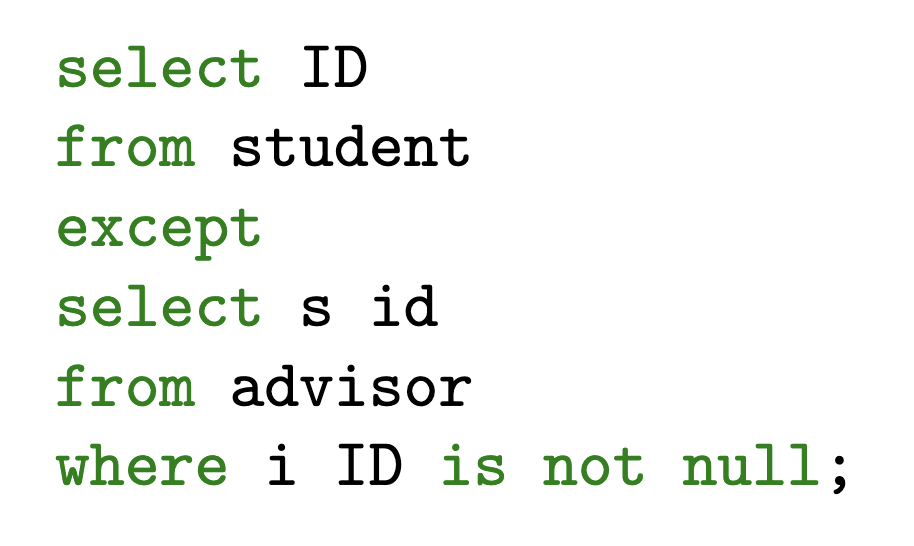 select ID
from student
except
select s id
from advisor
where i ID is not null;